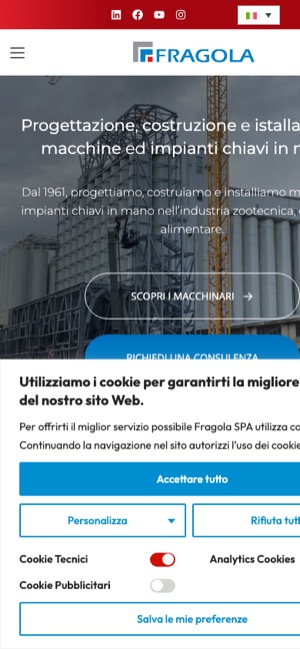 FRAGOLA
Progettazione, costruzione e istalla
macchine ed impianti chiavi in
Dal 1961, progettiamo, costruiamo e installiamo
impianti chiavi in mano nell'industria zootecnica,
alimentare.
SCOPRI I MACCHINARI
RICHIEDI UNA CONSULENZA
Utilizziamo i cookie per garantirti la migliore
del nostro sito Web.
Per offrirti il miglior servizio possibile Fragola SPA utilizza co
Continuando la navigazione nel sito autorizzi l'uso dei cookie
Accettare tutto
Personalizza
Rifiuta tutt
Cookie Tecnici
Analytics Cookies
Cookie Pubblicitari
Salva le mie preferenze